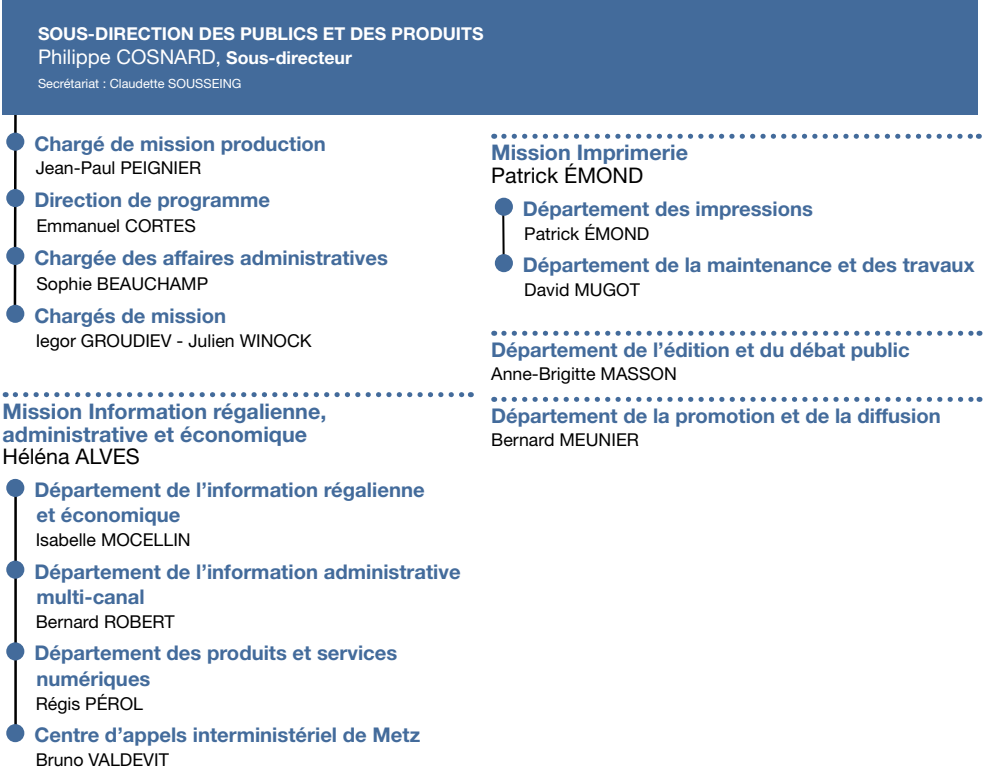 SOUS-DIRECTION DES PUBLICS ET DES PRODUITS
Philippe COSNARD, Sous-directeur
Secrétariat : Claudette SOUSSEING
Chargé de mission production
Jean-Paul PEIGNIER
Direction de programme
Emmanuel CORTES
Chargée des affaires administratives
Sophie BEAUCHAMP
Chargés de mission
Iegor GROUDIEV - Julien WINOCK
Mission Information régalienne,
administrative et économique
Héléna ALVES
Département de l’information régalienne
et économique
Isabelle MOCELLIN
Département de l’information administrative
multi-canal
Bernard ROBERT
Département des produits et services
numériques
Régis PÉROL
Centre d’appels interministériel de Metz
Bruno VALDEVIT
Mission Imprimerie
Patrick ÉMOND
Département des impressions
Patrick ÉMOND
Département de la maintenance et des travaux
David MUGOT
Département de l’édition et du débat public
Anne-Brigitte MASSON
Département de la promotion et de la diffusion
Bernard MEUNIER